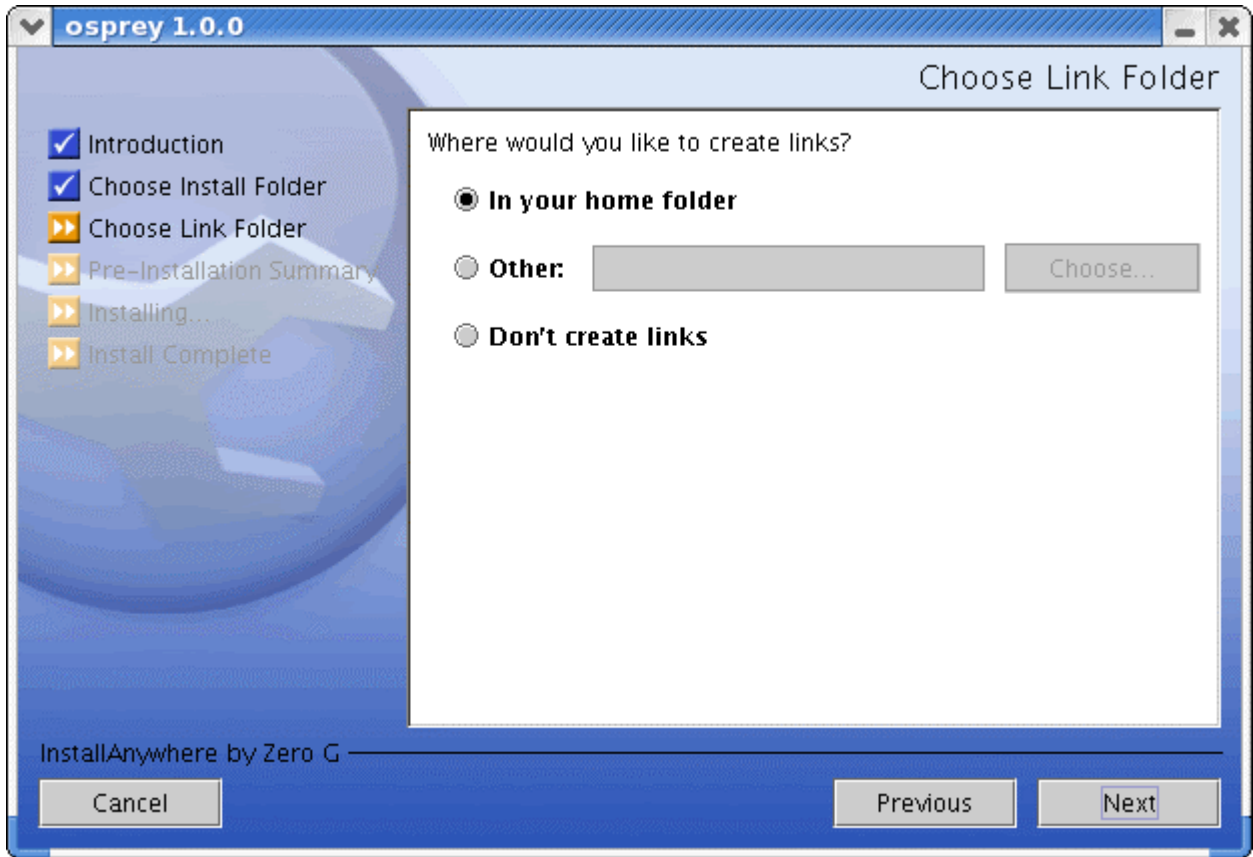 osprey 1.0.0
Choose Link Folder
Introduction
Choose Install Folder
Choose Link Folder
Pre-Installation Summary
Installing...
Install Complete
Where would you like to create links?
In your home folder
Other:
Choose...
Don't create links
InstallAnywhere by Zero G
Cancel
Previous
Next